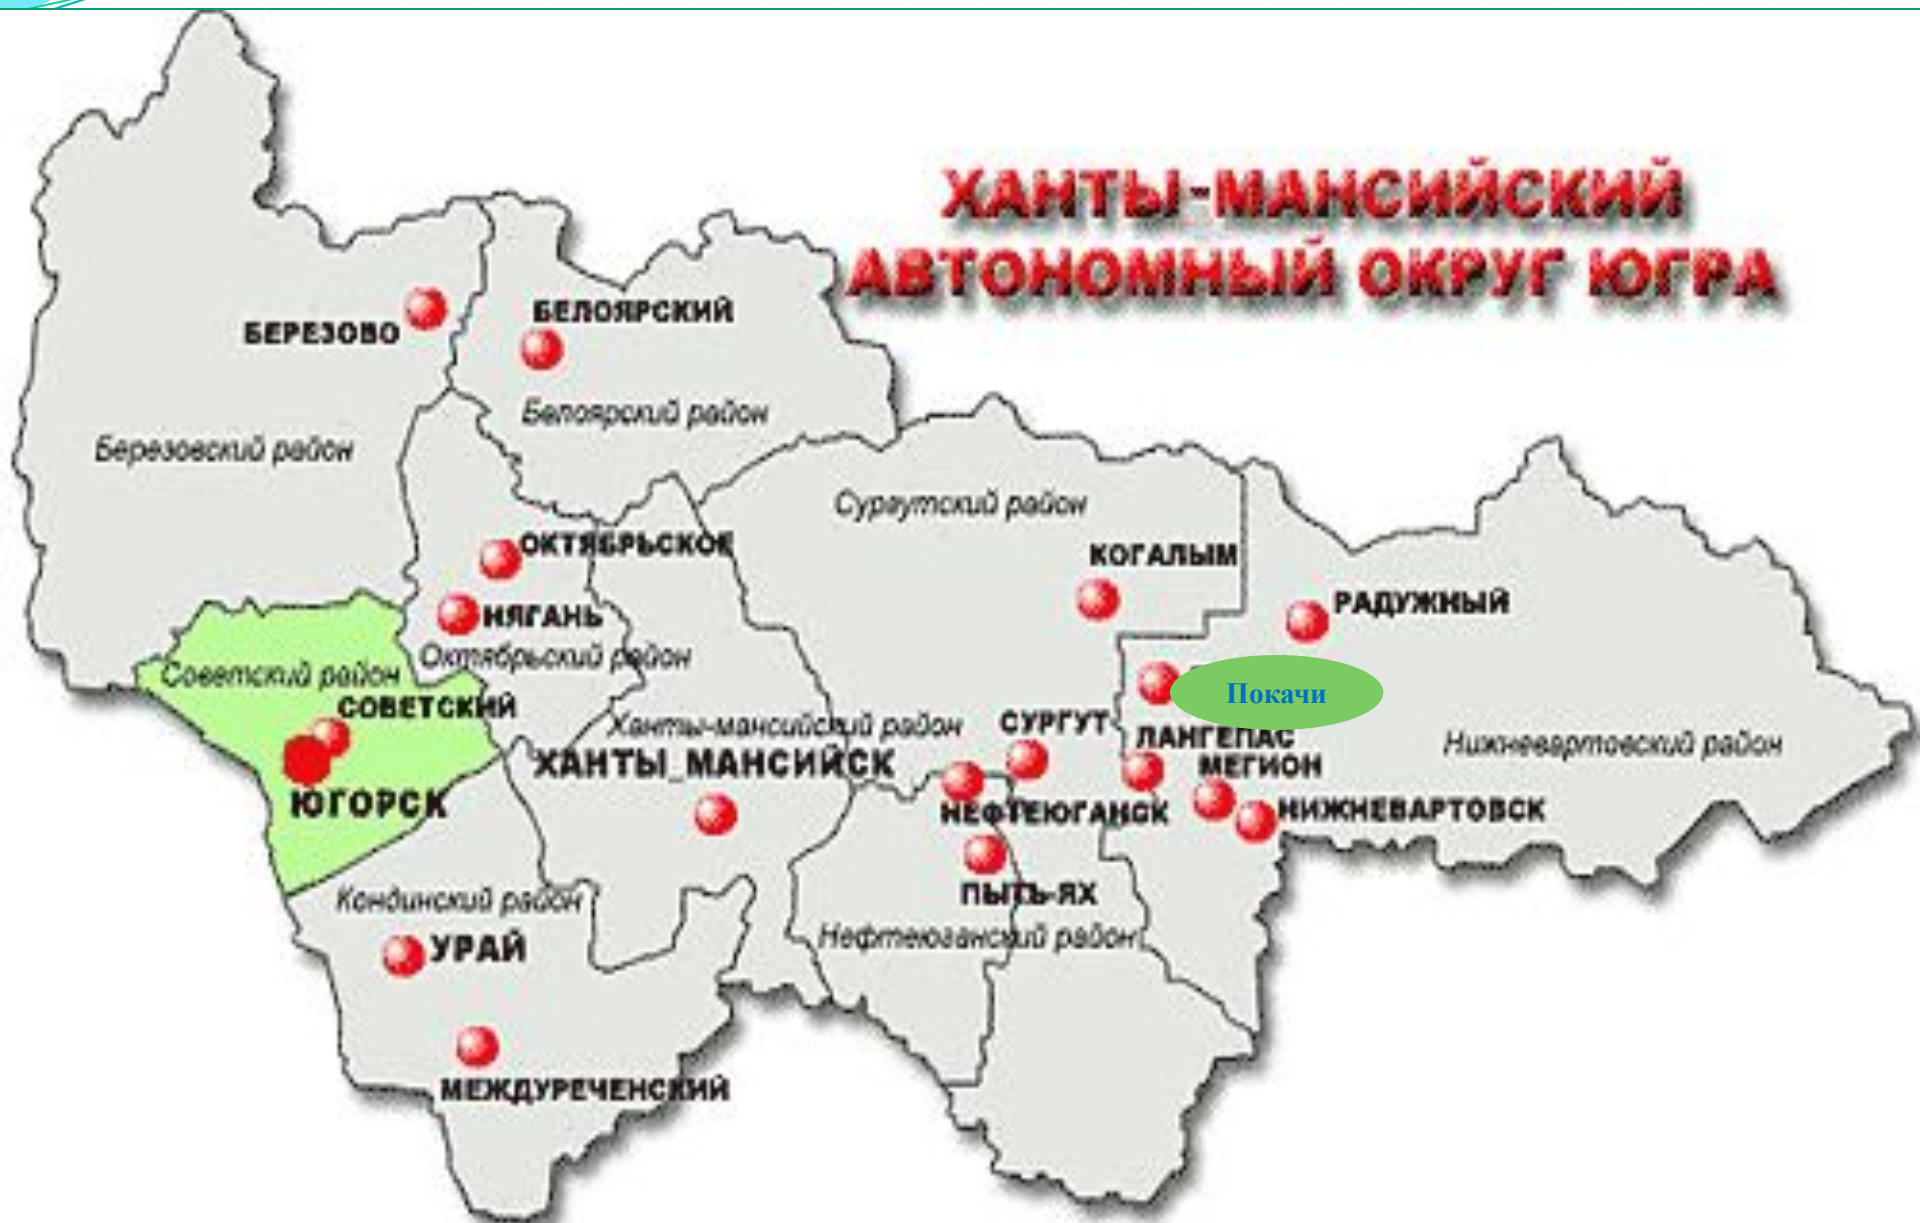 ХАНТЫ-МАНСИЙСКИЙ
АВТОНОМНЫЙ ОКРУГ ЮГРА
БЕРЕЗОВО
БЕЛОЯРСКИЙ
Белоярский район
Березовский район
Сургутский район
ОКТЯБРЬСКОЕ
КОГАЛЫМ
НЯГАНЬ
РАДУЖНЫЙ
Октябрьский район
Советский район
Покачи
СОВЕТСКИЙ
Ханты-мансийский район
СУРГУТ
ЛАНГЕПАС
Нижневартовский район
ХАНТЫ_МАНСИЙСК
МЕГИОН
ЮГОРСК
НЕФТЕЮГАНСК
НИЖНЕВАРТОВСК
ПЫТЬ-ЯХ
Кондинский район
Нефтеюганский район
УРАЙ
МЕЖДУРЕЧЕНСКИЙ